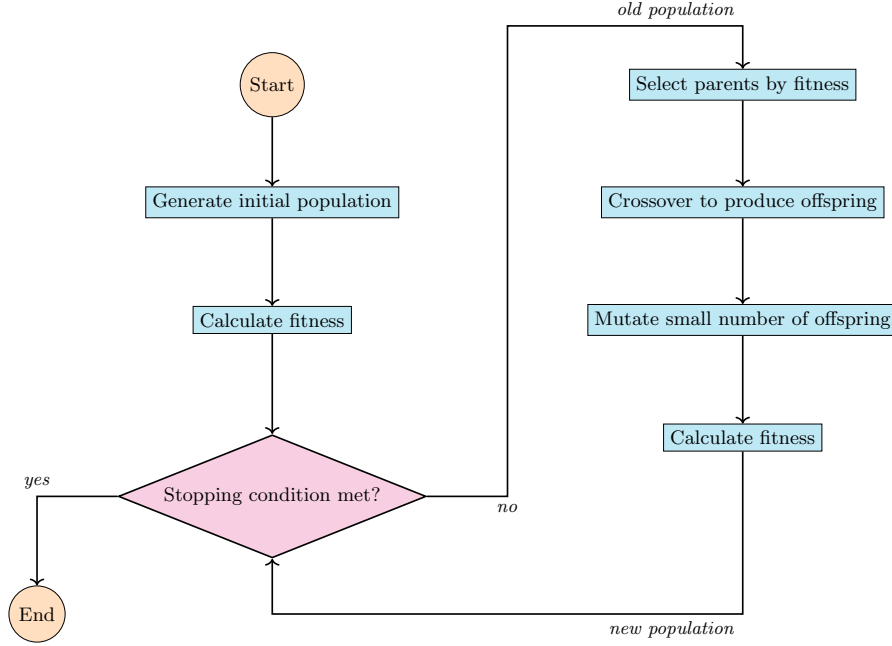 Start
Generate initial population
Calculate fitness
Stopping condition met?
yes
End
no
old population
Select parents by fitness
Crossover to produce offspring
Mutate small number of offspring
Calculate fitness
new population